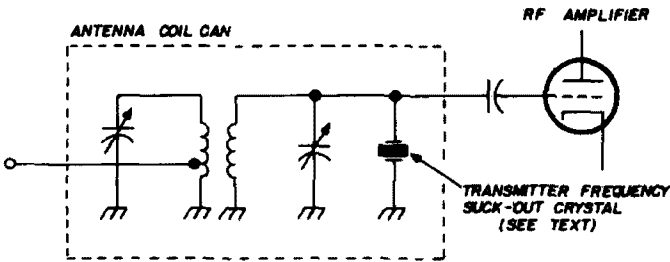 RF AMPLIFIER
ANTENNA COIL CAN
TRANSMITTER FREQUENCY
SUCK-OUT CRYSTAL
(SEE TEXT)